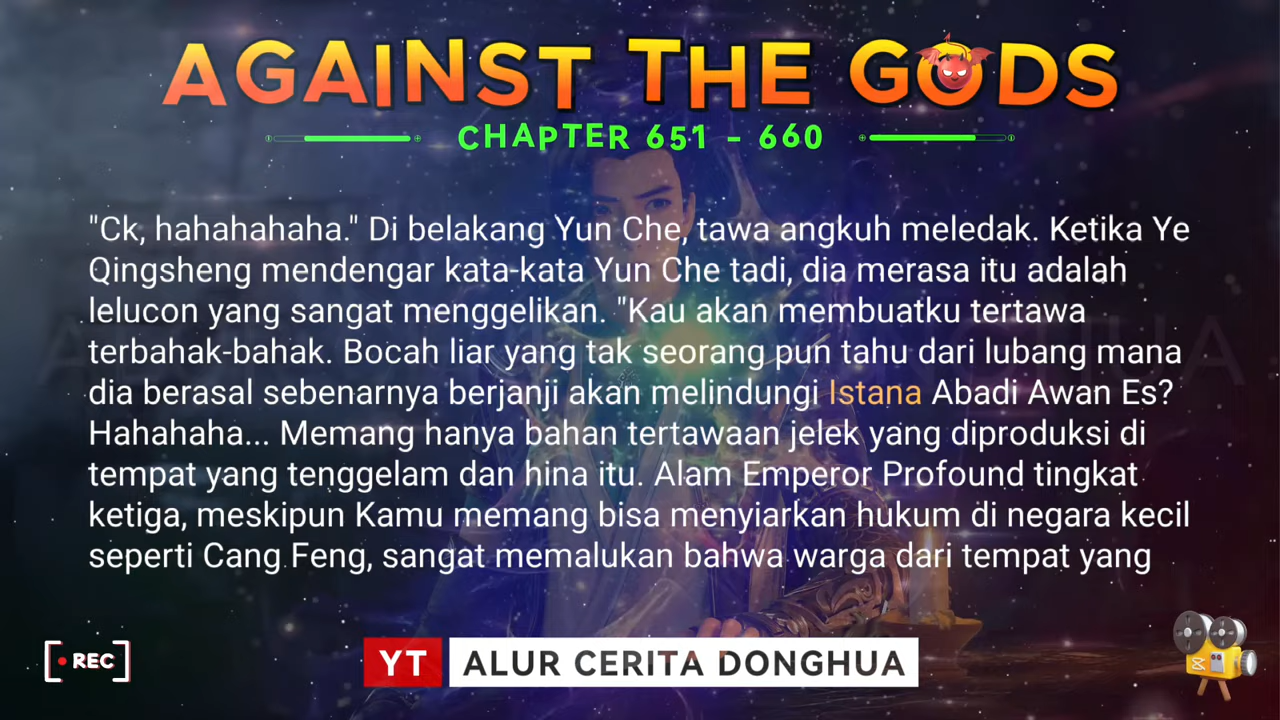 AGAINST THE GODS
CHAPTER 651 - 660
"Ck, hahahahaha." Di belakang Yun Che, tawa angkuh meledak. Ketika Ye
Qingsheng mendengar kata-kata Yun Che tadi, dia merasa itu adalah
lelucon yang sangat menggelikan. "Kau akan membuatku tertawa
terbahak-bahak. Bocah liar yang tak seorang pun tahu dari lubang mana
dia berasal sebenarnya berjanji akan melindungi Istana Abadi Awan Es?
Hahahaha... Memang hanya bahan tertawaan jelek yang diproduksi di
tempat yang tenggelam dan hina itu. Alam Emperor Profound tingkat
ketiga, meskipun Kamu memang bisa menyiarkan hukum di negara kecil
seperti Cang Feng, sangat memalukan bahwa warga dari tempat yang
REC
YT ALUR CERITA DONGHUA